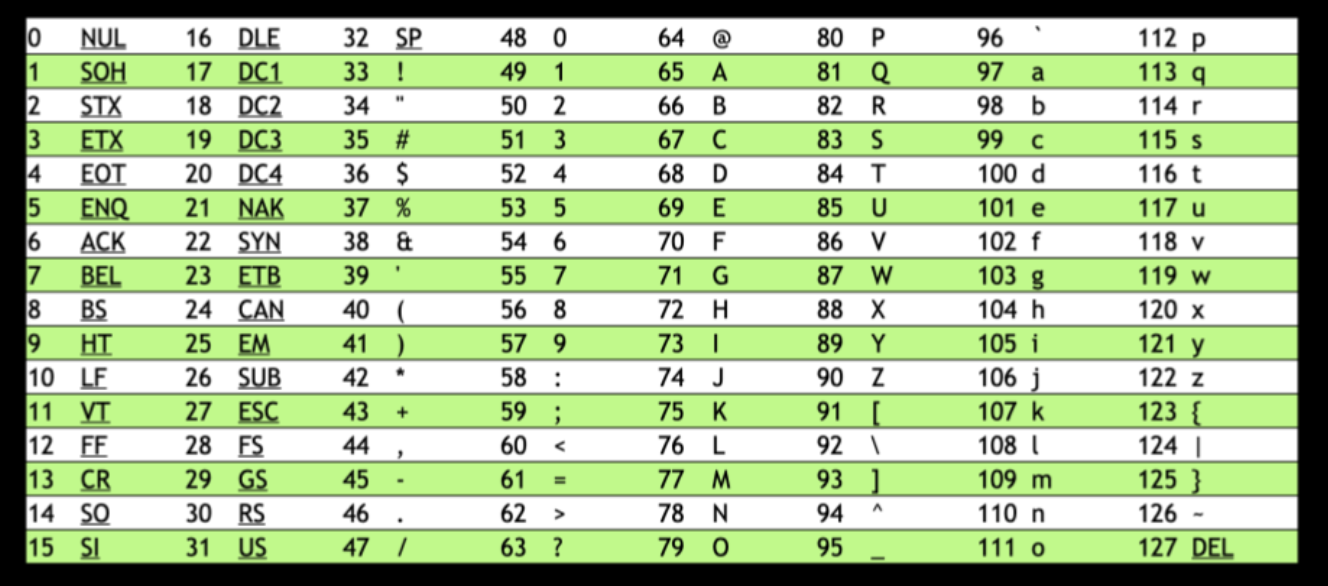 0 NUL 16 DLE 32 SP 48 0 64 @ 80 P 96 ` 112 p
1 SOH 17 DC1 33 ! 49 1 65 A 81 Q 97 a 113 q
2 STX 18 DC2 34 " 50 2 66 B 82 R 98 b 114 r
3 ETX 19 DC3 35 # 51 3 67 C 83 S 99 c 115 s
4 EOT 20 DC4 36 $ 52 4 68 D 84 T 100 d 116 t
5 ENQ 21 NAK 37 % 53 5 69 E 85 U 101 e 117 u
6 ACK 22 SYN 38 & 54 6 70 F 86 V 102 f 118 v
7 BEL 23 ETB 39 ' 55 7 71 G 87 W 103 g 119 w
8 BS 24 CAN 40 ( 56 8 72 H 88 X 104 h 120 x
9 HT 25 EM 41 ) 57 9 73 I 89 Y 105 i 121 y
10 LF 26 SUB 42 * 58 : 74 J 90 Z 106 j 122 z
11 VT 27 ESC 43 + 59 ; 75 K 91 [ 107 k 123 {
12 FF 28 FS 44 , 60 < 76 L 92 \ 108 l 124 |
13 CR 29 GS 45 - 61 = 77 M 93 ] 109 m 125 }
14 SO 30 RS 46 . 62 > 78 N 94 ^ 110 n 126 ~
15 SI 31 US 47 / 63 ? 79 O 95 _ 111 o 127 DEL